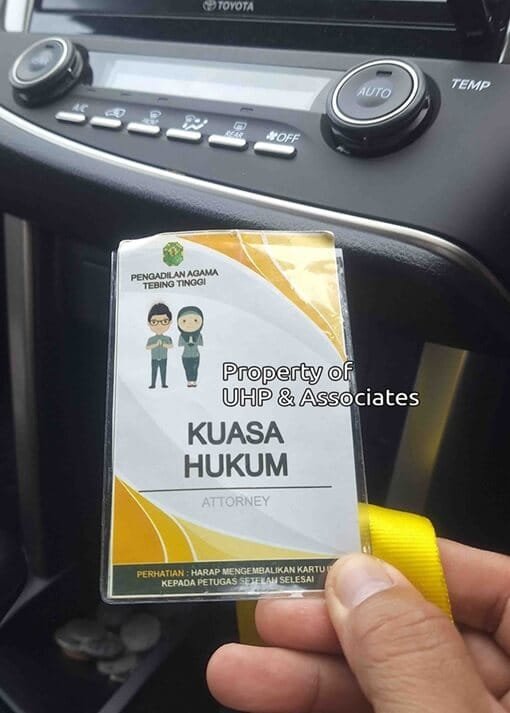 TOYOTA
AUTO
TEMP
A/C
REAR
OFF
PENGADILAN AGAMA
TEBING TINGGI
Property of
UHP & Associates
KUASA
HUKUM
ATTORNEY
PERHATIAN : HARAP MENGEMBALIKAN KARTU
KEPADA PETUGAS SETELAH SELESAI